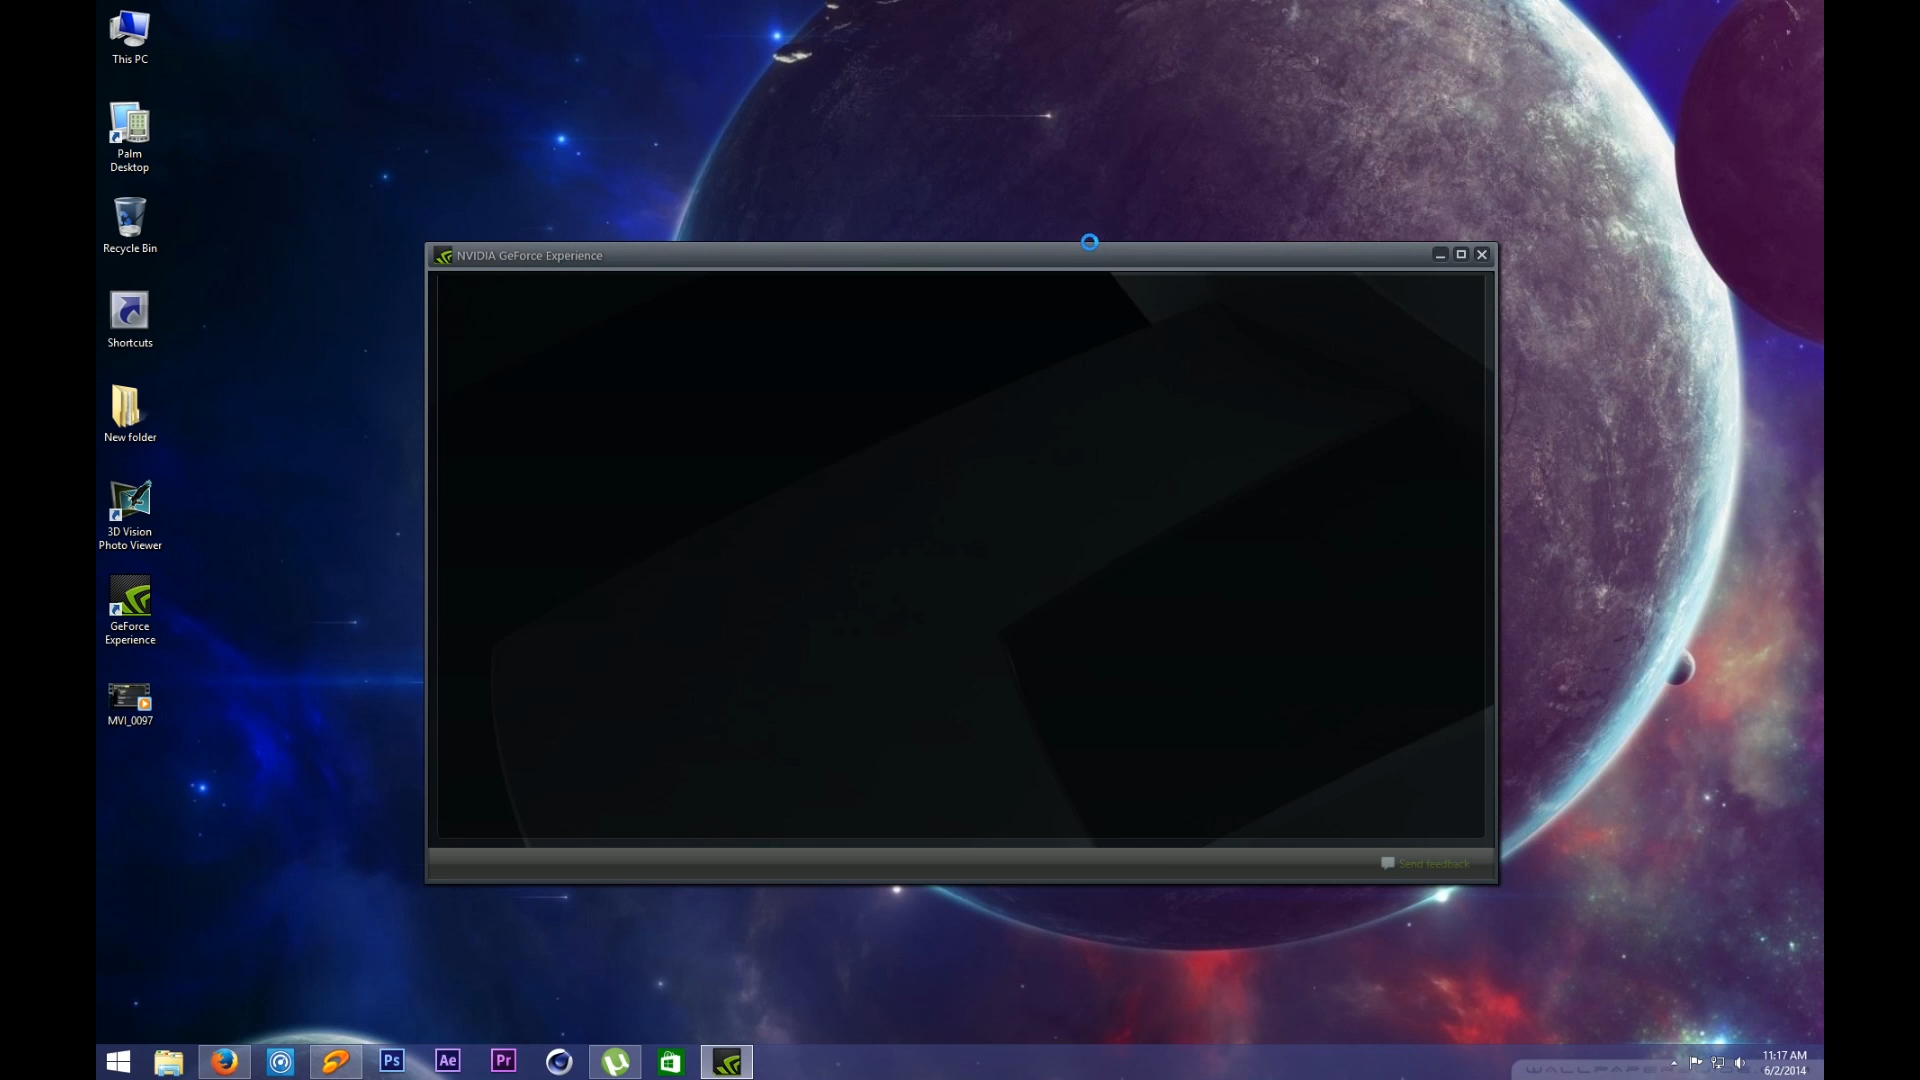 This PC
Palm
Desktop
Recycle Bin
Shortcuts
New folder
3D Vision
Photo Viewer
GeForce
Experience
MVI_0097
NVIDIA GeForce Experience
Send feedback
Ps
Ae
Pr
11:17 AM
6/2/2014